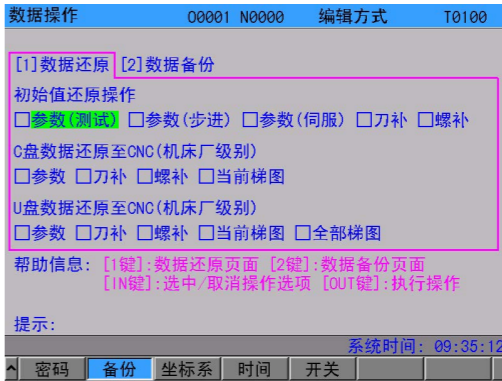 数据操作 O0001 N0000 编辑方式 T0100
[1]数据还原 [2]数据备份
初始值还原操作
□参数(测试) □参数(步进) □参数(伺服) □刀补 □螺补
C盘数据还原至CNC(机床厂级别)
□参数 □刀补 □螺补 □当前梯图
U盘数据还原至CNC(机床厂级别)
□参数 □刀补 □螺补 □当前梯图 □全部梯图
帮助信息: [1键]:数据还原页面 [2键]:数据备份页面
[IN键]:选中/取消操作选项 [OUT键]:执行操作
提示:
系统时间: 09:35:12
^ 密码 备份 坐标系 时间 开关